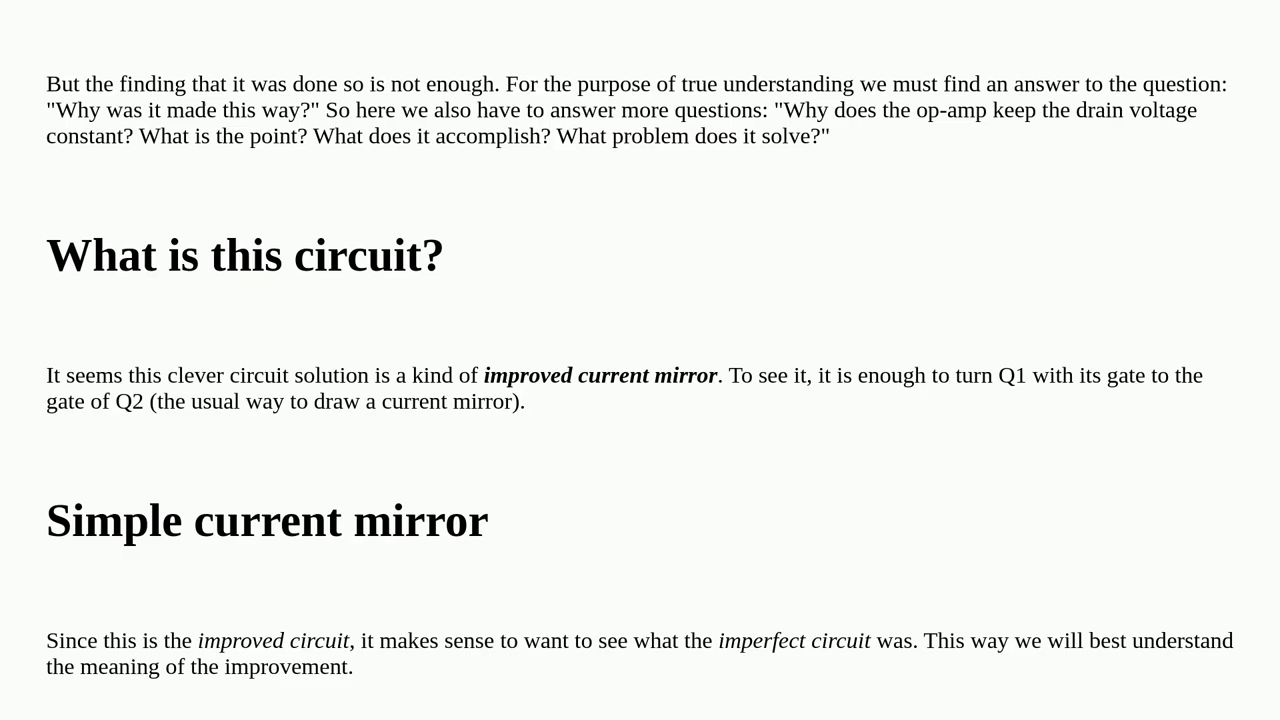 But the finding that it was done so is not enough. For the purpose of true understanding we must find an answer to the question:
"Why was it made this way?" So here we also have to answer more questions: "Why does the op-amp keep the drain voltage
constant? What is the point? What does it accomplish? What problem does it solve?"
What is this circuit?
It seems this clever circuit solution is a kind of improved current mirror. To see it, it is enough to turn Q1 with its gate to the
gate of Q2 (the usual way to draw a current mirror).
Simple current mirror
Since this is the improved circuit, it makes sense to want to see what the imperfect circuit was. This way we will best understand
the meaning of the improvement.